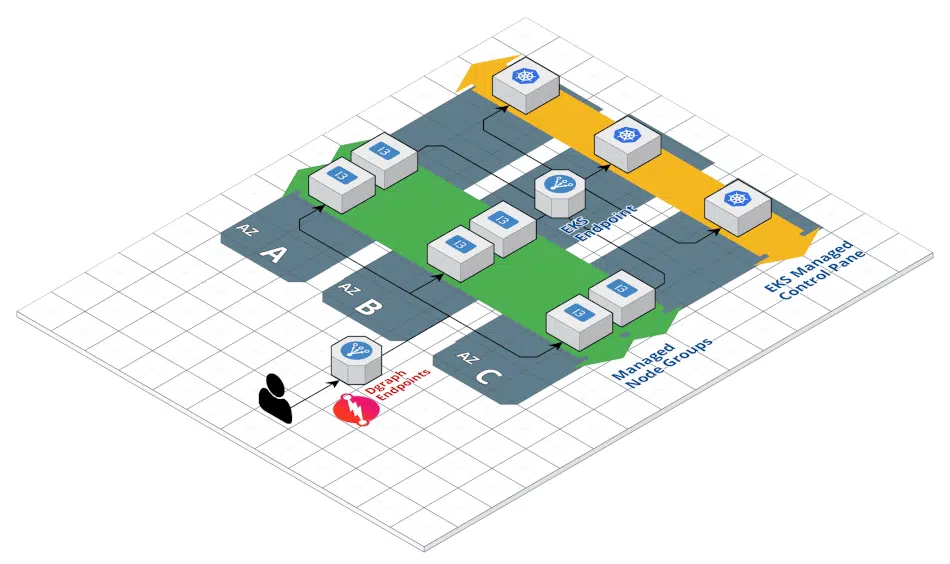 I3
I3
I3
I3
I3
I3
AZ
A
AZ
B
AZ
C
EKS
Endpoint
EKS Managed
Control Pane
Managed
Node Groups
Dgraph
Endpoints